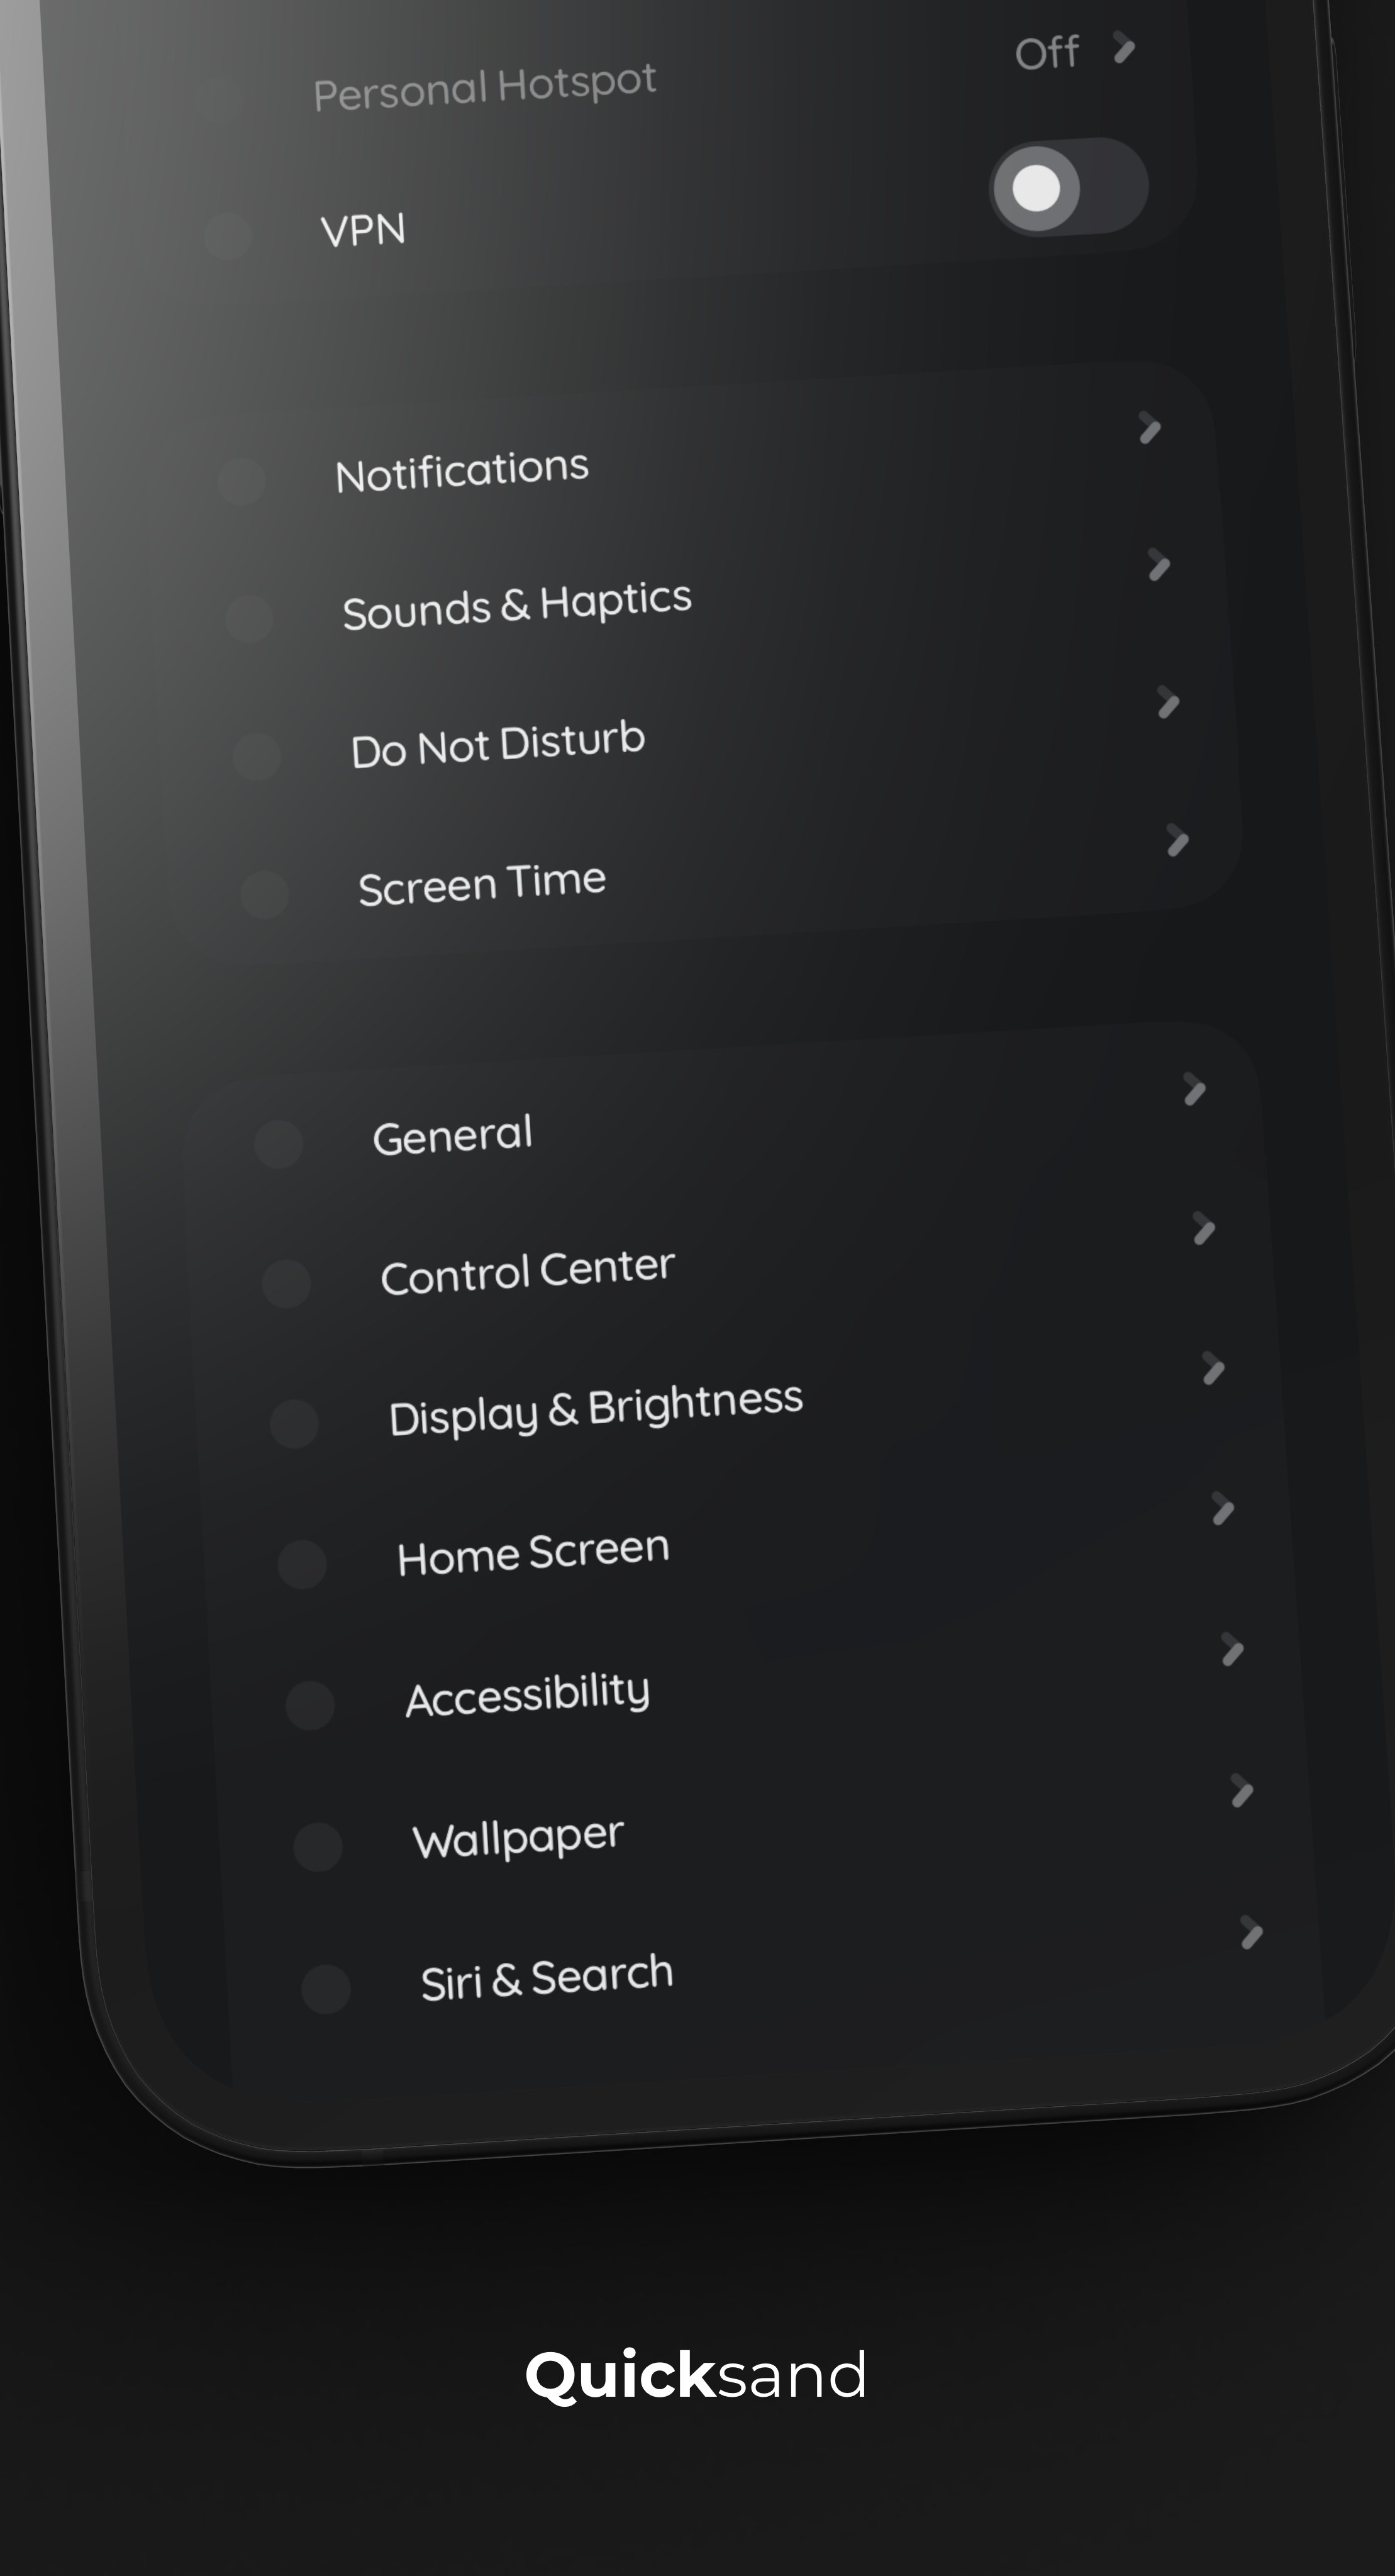 Personal Hotspot Off
VPN
Notifications
Sounds & Haptics
Do Not Disturb
Screen Time
General
Control Center
Display & Brightness
Home Screen
Accessibility
Wallpaper
Siri & Search
Quicksand